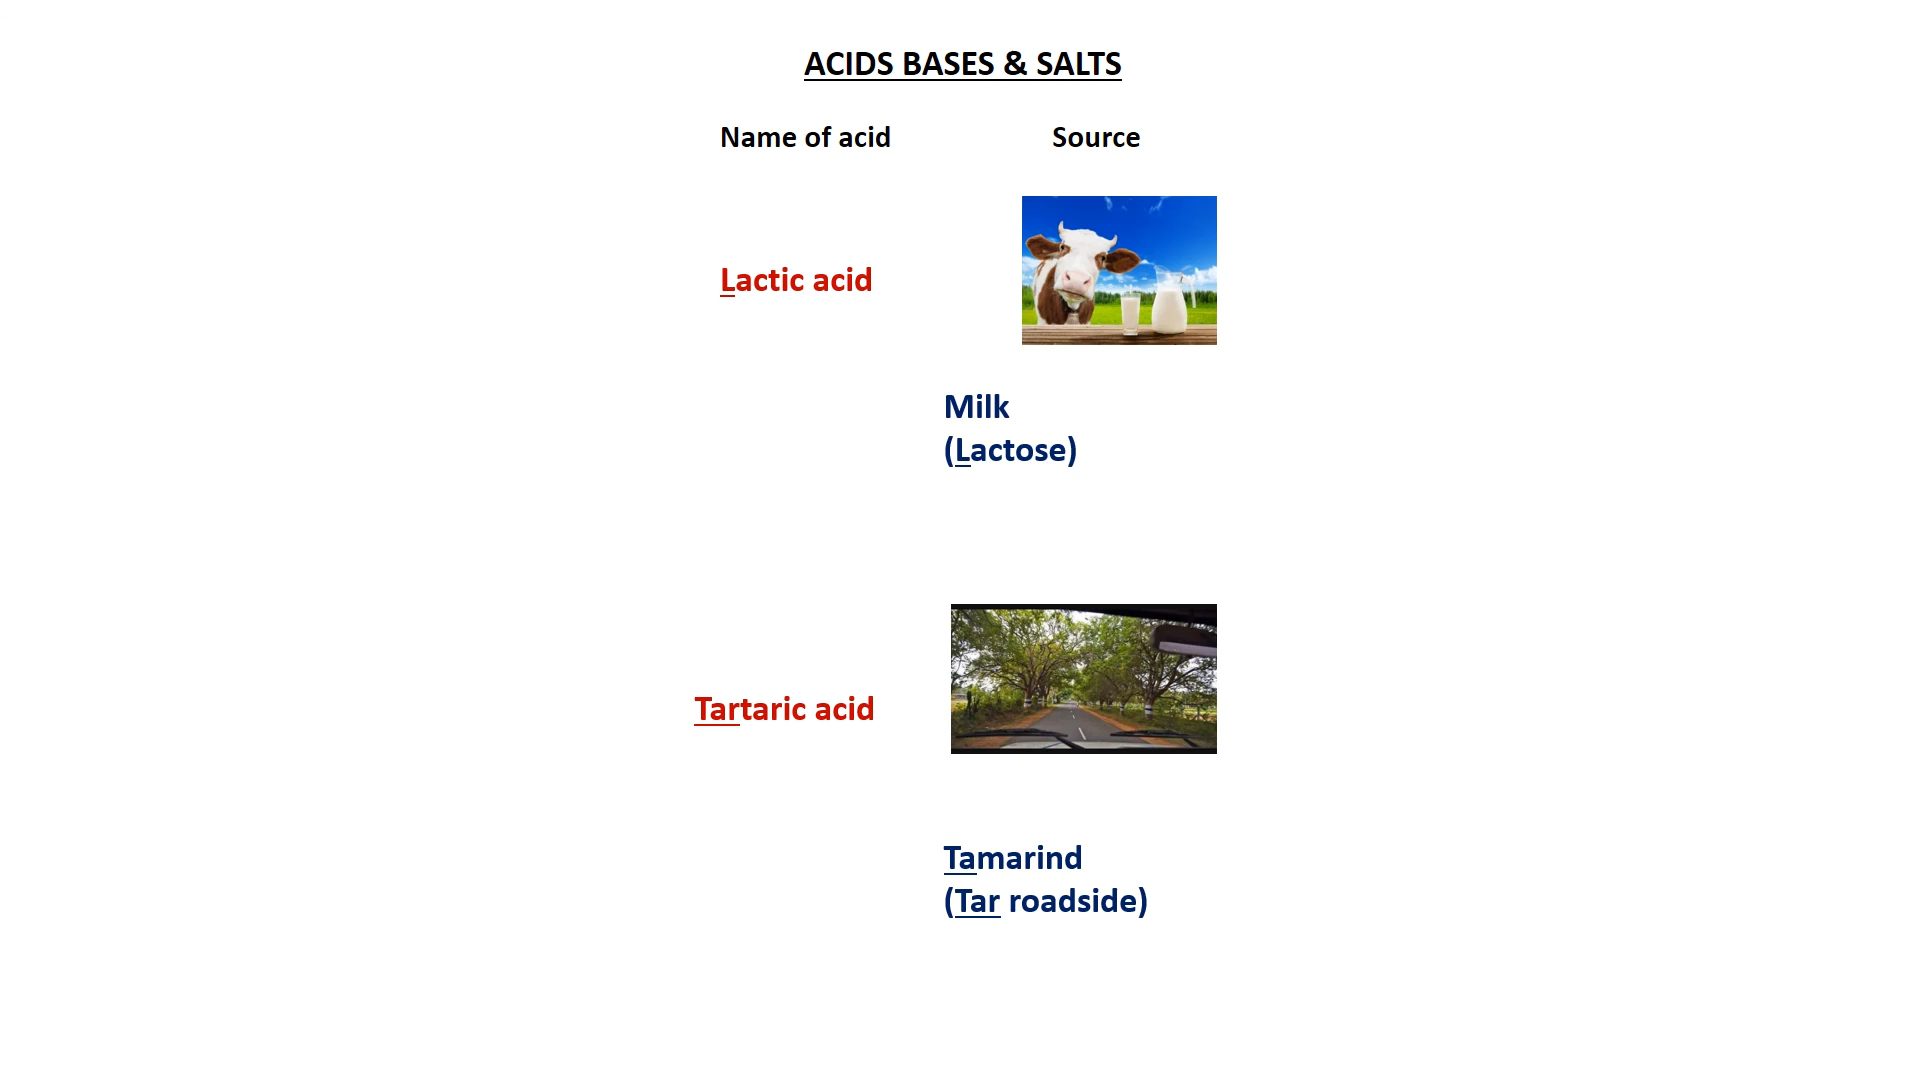 ACIDS BASES & SALTS
Name of acid Source
Lactic acid
Milk
(Lactose)
Tartaric acid
Tamarind
(Tar roadside)